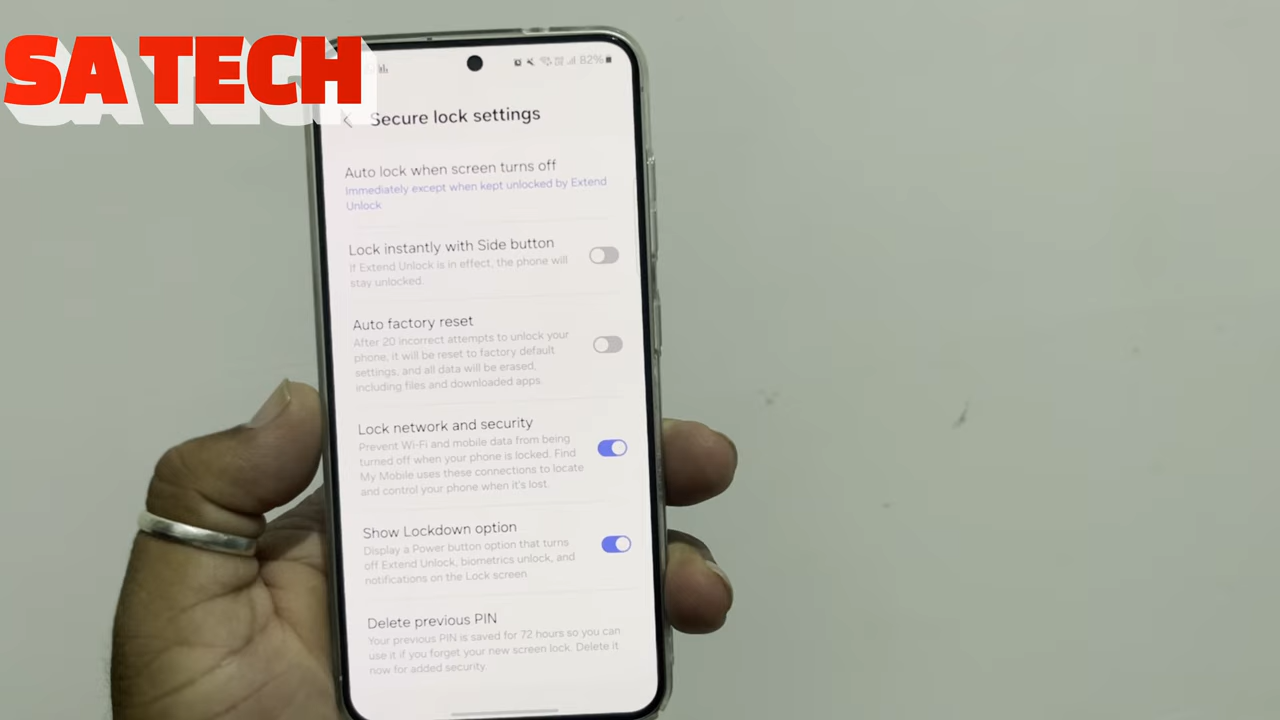 SA TECH
82%
Secure lock settings
Auto lock when screen turns off
Immediately except when kept unlocked by Extend
Unlock
Lock instantly with Side button
If Extend Unlock is in effect, the phone will
stay unlocked.
Auto factory reset
After 20 incorrect attempts to unlock your
phone, it will be reset to factory default
settings, and all data will be erased,
including files and downloaded apps.
Lock network and security
Prevent Wi-Fi and mobile data from being
turned off when your phone is locked. Find
My Mobile uses these connections to locate
and control your phone when it's lost.
Show Lockdown option
Display a Power button option that turns
off Extend Unlock, biometrics unlock, and
notifications on the Lock screen
Delete previous PIN
Your previous PIN is saved for 72 hours so you can
use it if you forget your new screen lock. Delete it
now for added security.